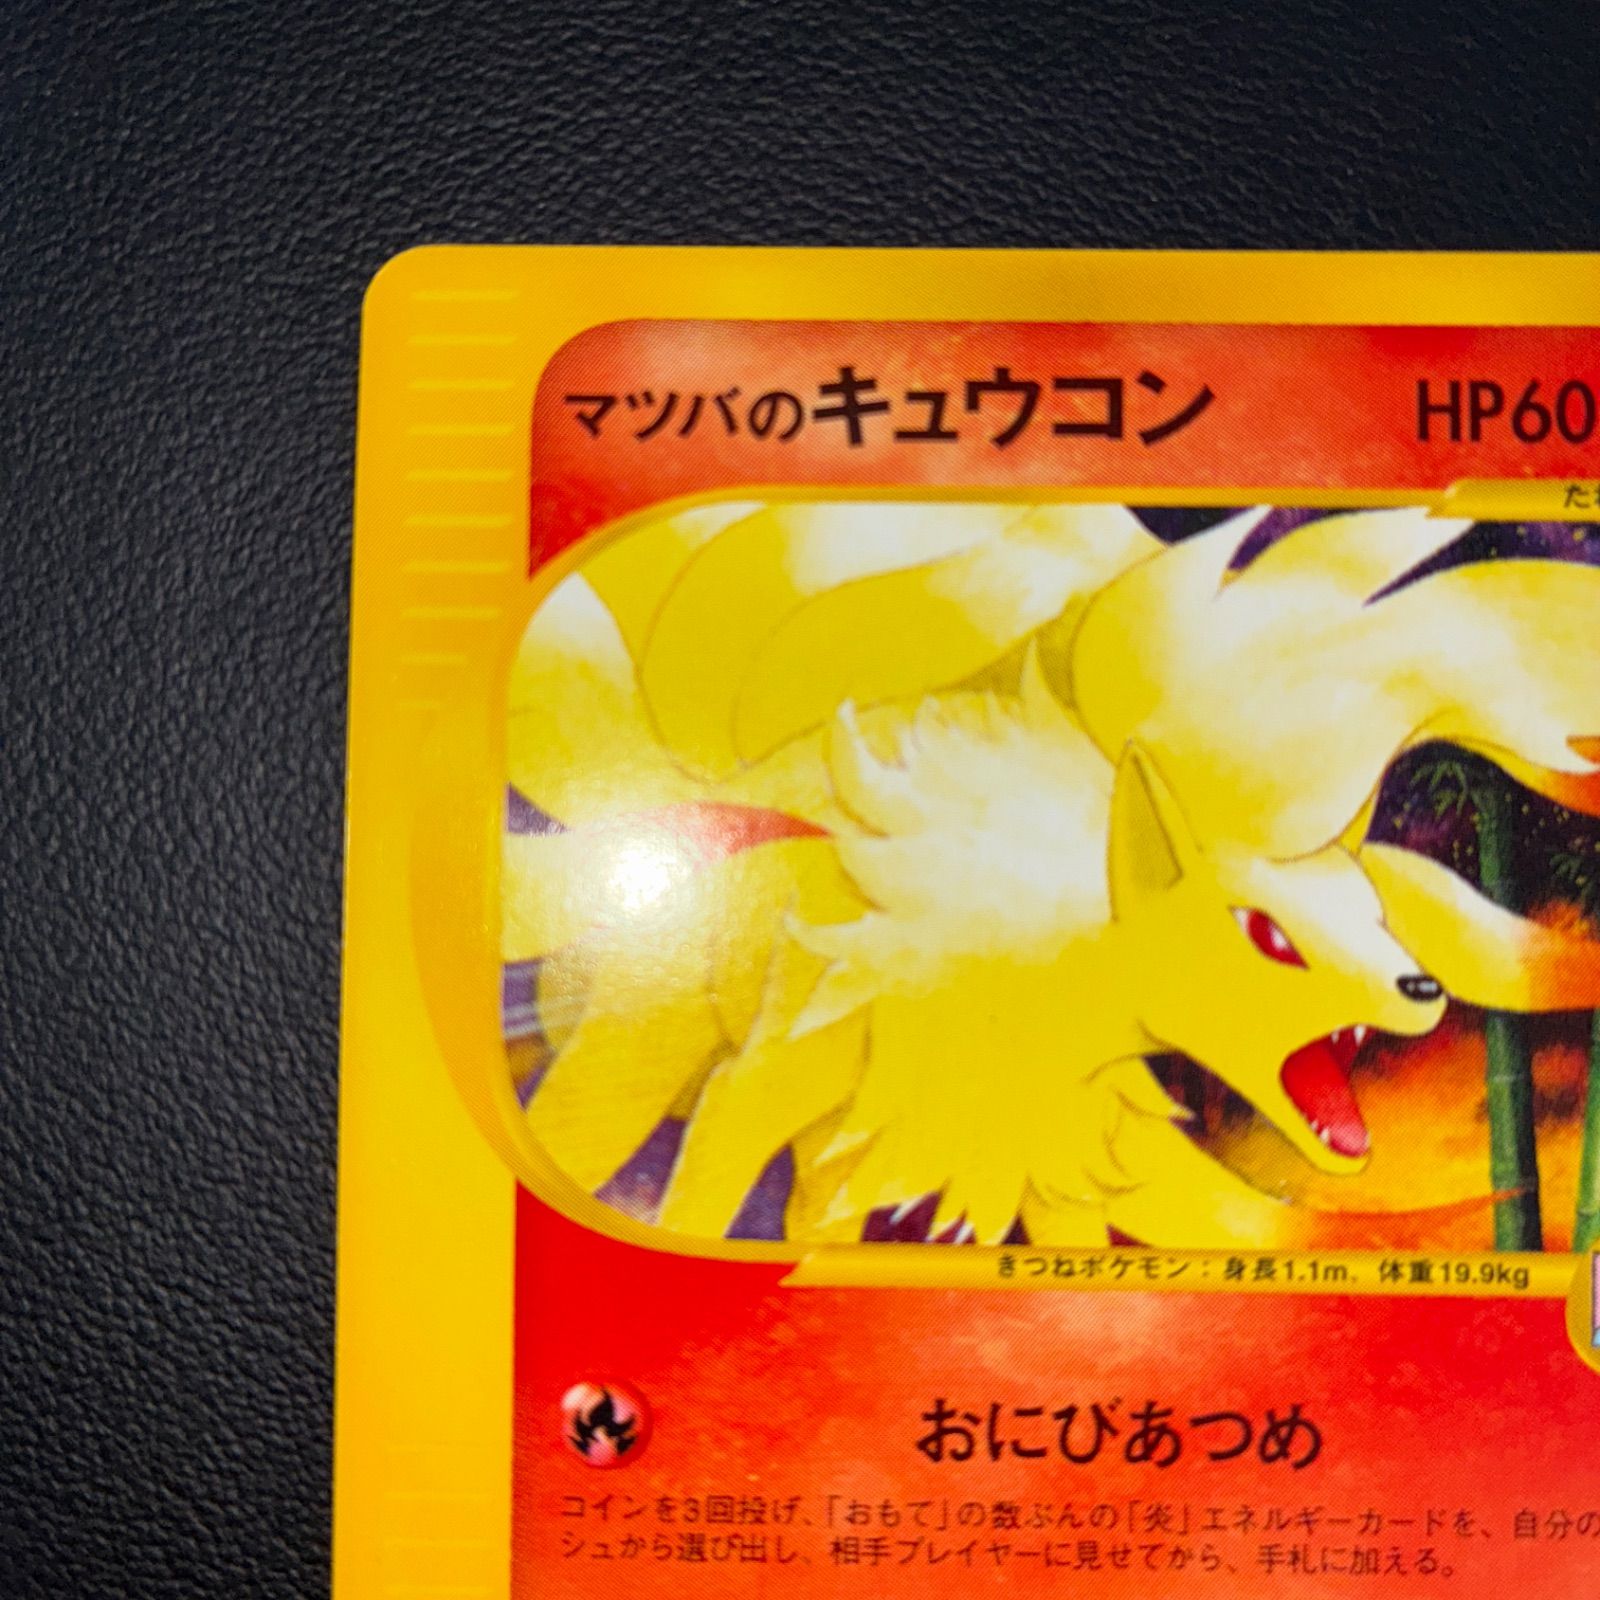 マツバのキュウコン HP60
たね
きつねポケモン：身長1.1m、体重19.9kg
おにびあつめ
コインを3回投げ、「おもて」の数ぶんの「炎」エネルギーカードを、自分の
シュから選び出し、相手プレイヤーに見せてから、手札に加える。